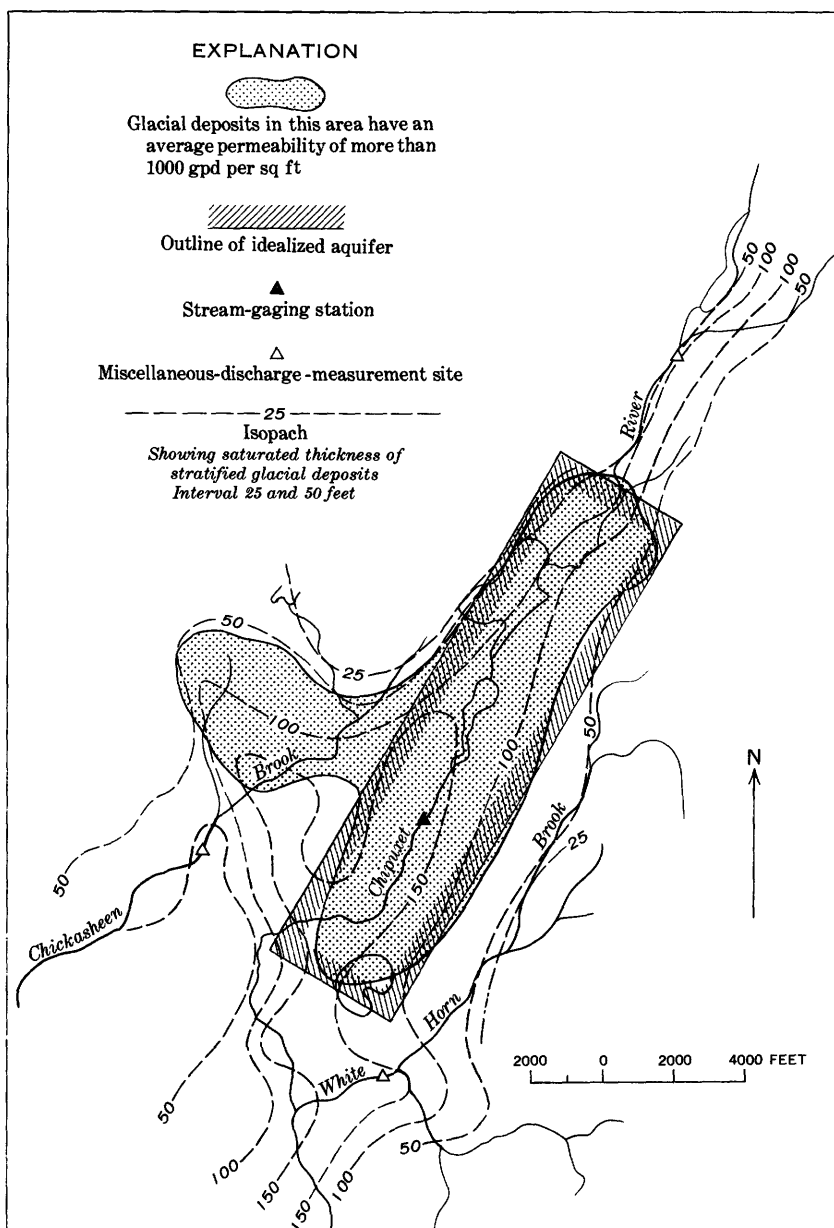 EXPLANATION
Glacial deposits in this area have an
average permeability of more than
1000 gpd per sq ft
Outline of idealized aquifer
Stream-gaging station
Miscellaneous-discharge-measurement site
25
Isopach
Showing saturated thickness of
stratified glacial deposits
Interval 25 and 50 feet
50
100
100
50
River
50
25
100
Brook
50
100
Brook
25
N
Chipuxet
150
50
Chickasheen
Horn
White
2000 0 2000 4000 FEET
50
100
150
150
100
50